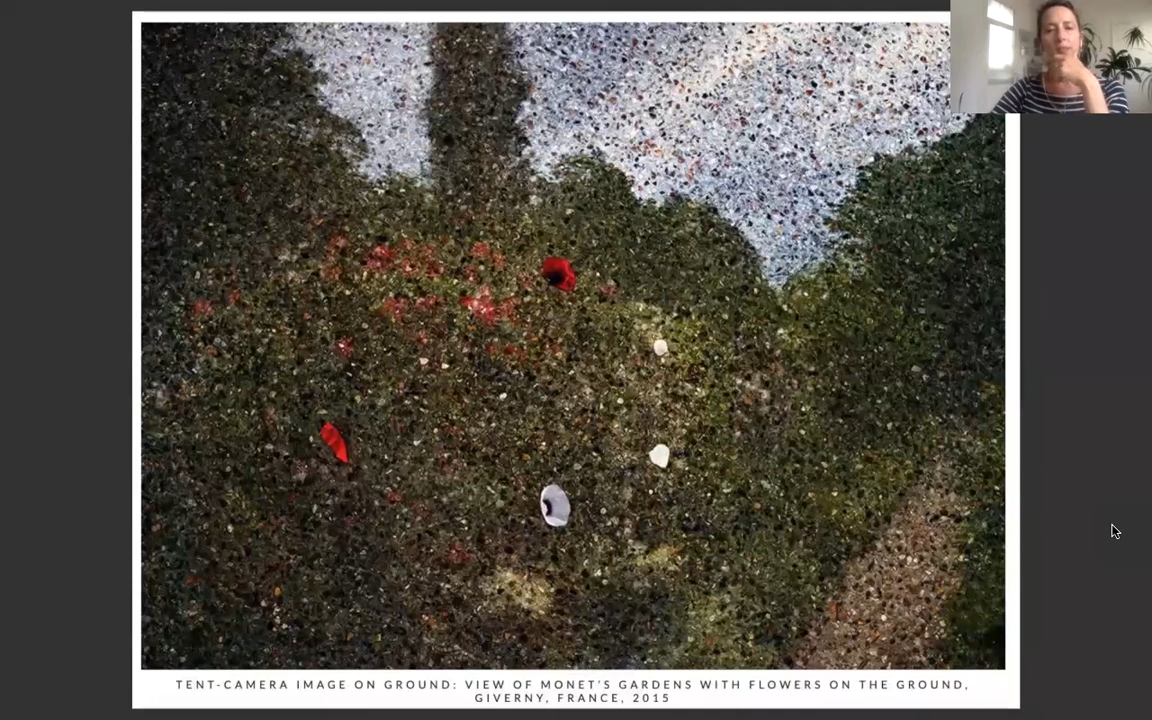 TENT-CAMERA IMAGE ON GROUND: VIEW OF MONET'S GARDENS WITH FLOWERS ON THE GROUND,
GIVERNY, FRANCE, 2015